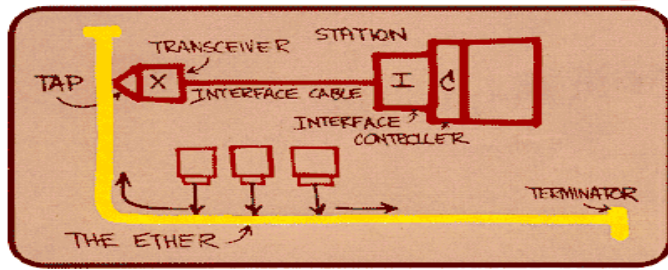 STATION
TRANSCEIVER
TAP
X
I
C
INTERFACE CABLE
INTERFACE
CONTROLLER
TERMINATOR
THE ETHER